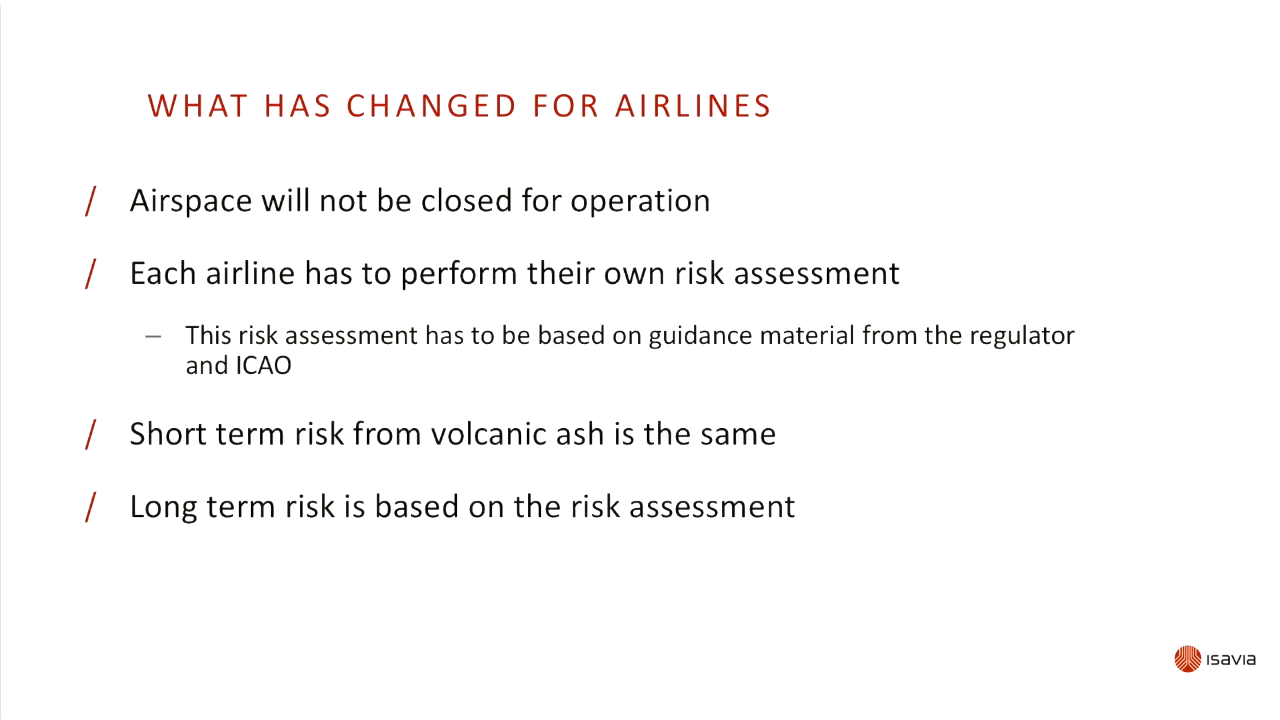 WHAT HAS CHANGED FOR AIRLINES
/ Airspace will not be closed for operation
/ Each airline has to perform their own risk assessment
– This risk assessment has to be based on guidance material from the regulator
and ICAO
/ Short term risk from volcanic ash is the same
/ Long term risk is based on the risk assessment
ISAVIA